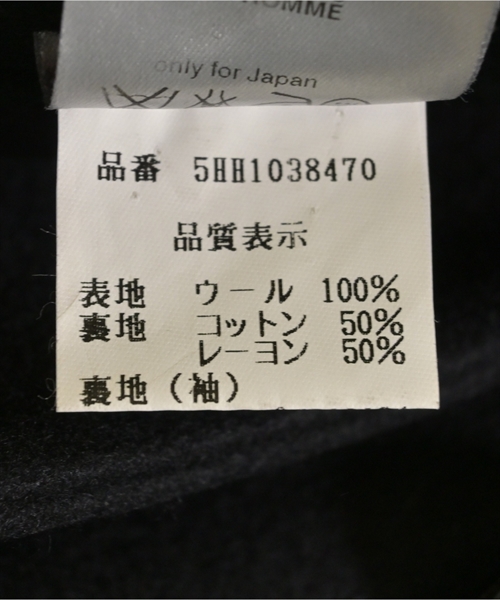 HOMME
only for Japan
品番 5HH1038470
品質表示
表地 ウール 100%
裏地 コットン 50%
レーヨン 50%
裏地(袖)